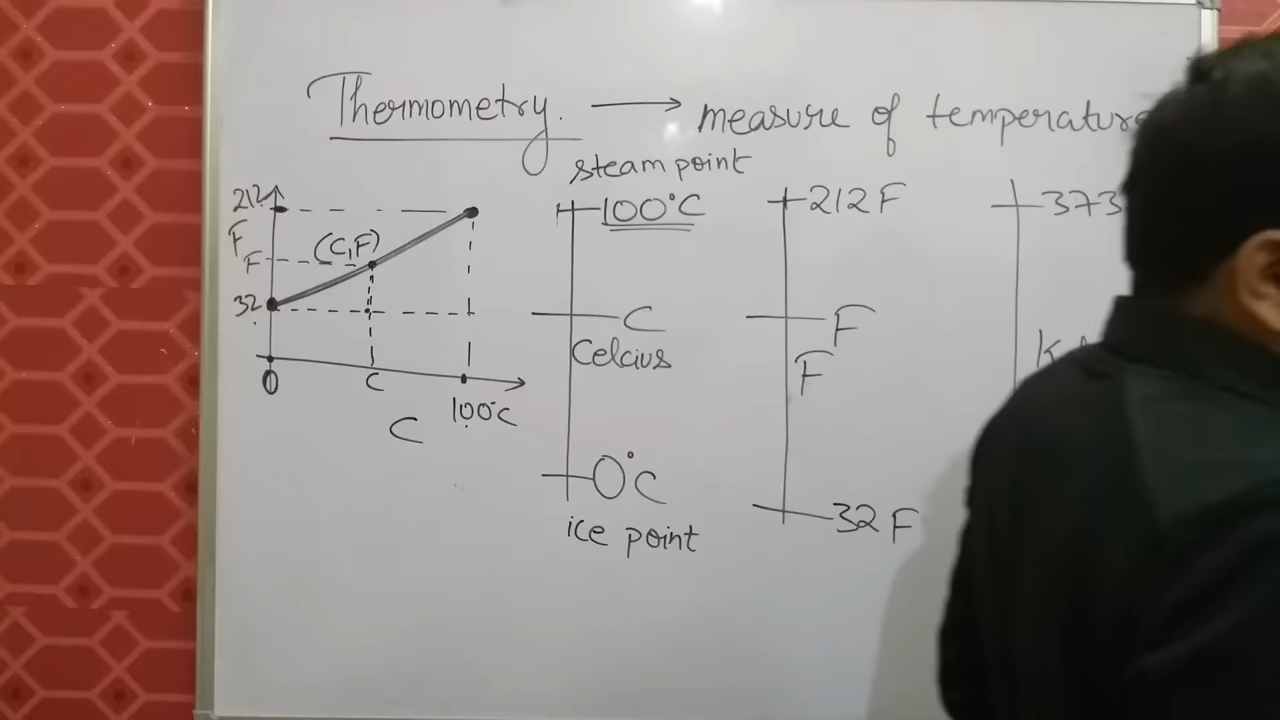 Thermometry. → measure of temperature
steam point
212
F
F
(C,F)
32
0
C
100°C
C
100°C
C
Celcius
0°C
ice point
212 F
F
F
32 F
373